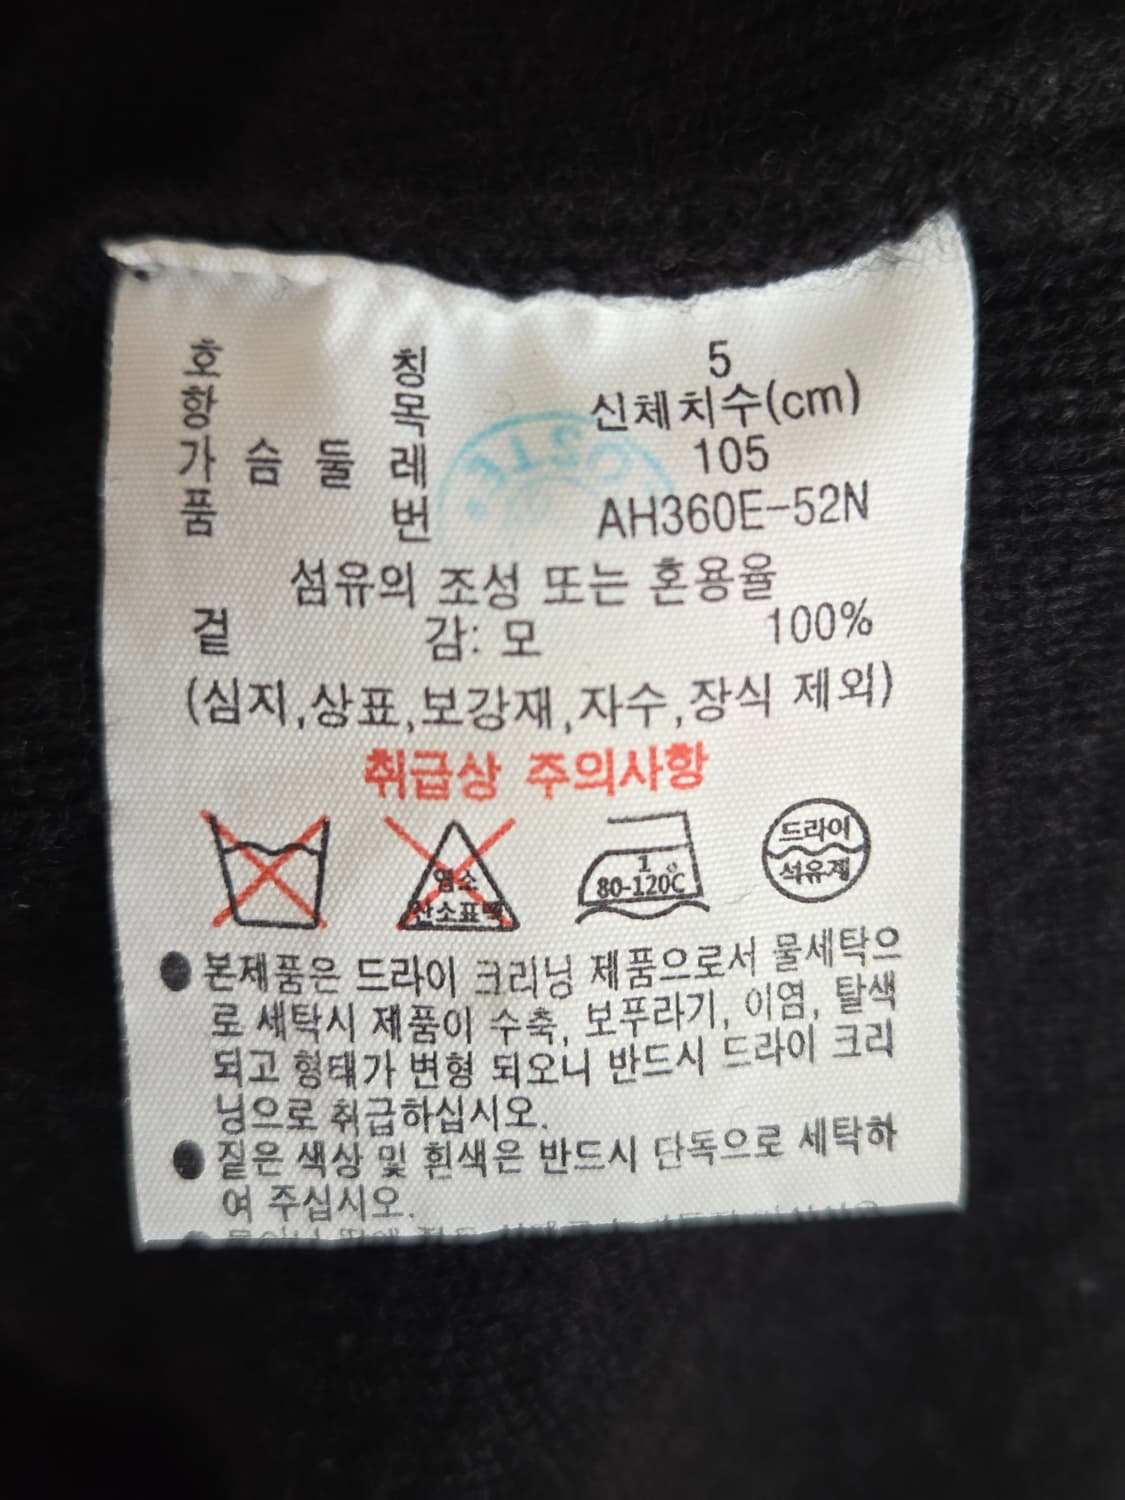 호 칭 5
항 목 신체치수(cm)
가 슴 둘 레 105
품 번 AH360E-52N
섬유의 조성 또는 혼용율
겉 감: 모 100%
(심지,상표,보강재,자수,장식 제외)
취급상 주의사항
염소
산소표백
1
80-120℃
드라이
석유제
● 본제품은 드라이 크리닝 제품으로서 물세탁으
로 세탁시 제품이 수축, 보푸라기, 이염, 탈색
되고 형태가 변형 되오니 반드시 드라이 크리
닝으로 취급하십시오.
● 짙은 색상 및 흰색은 반드시 단독으로 세탁하
여 주십시오.